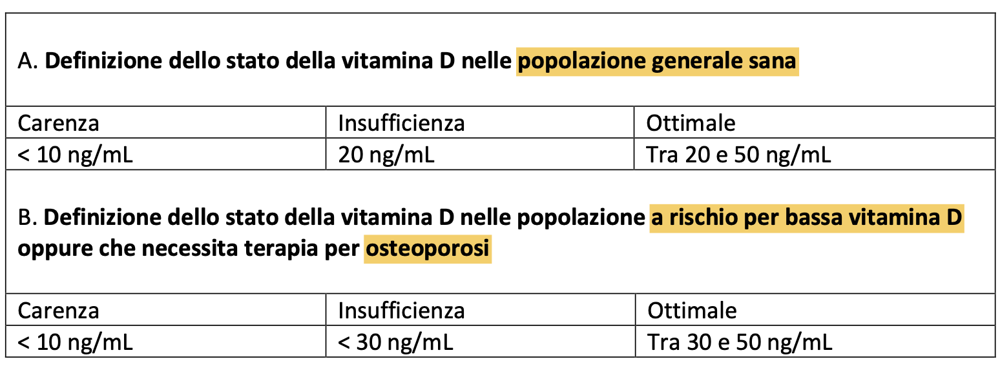 A. Definizione dello stato della vitamina D nelle popolazione generale sana
Carenza Insufficienza Ottimale
< 10 ng/mL 20 ng/mL Tra 20 e 50 ng/mL
B. Definizione dello stato della vitamina D nelle popolazione a rischio per bassa vitamina D
oppure che necessita terapia per osteoporosi
Carenza Insufficienza Ottimale
< 10 ng/mL < 30 ng/mL Tra 30 e 50 ng/mL